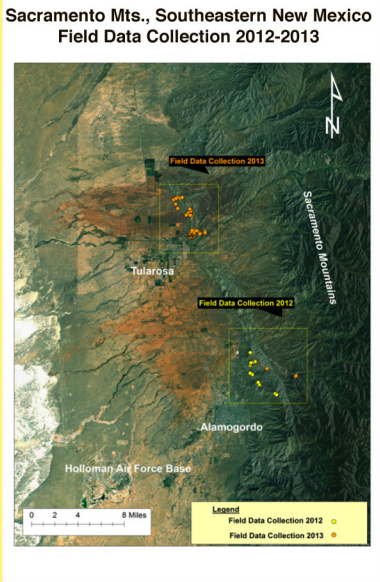 Sacramento Mts., Southeastern New Mexico
Field Data Collection 2012-2013
N
Field Data Collection 2013
Sacramento Mountains
Tularosa
Field Data Collection 2012
Alamogordo
Holloman Air Force Base
0 2 4 8 Miles
Legend
Field Data Collection 2012
Field Data Collection 2013